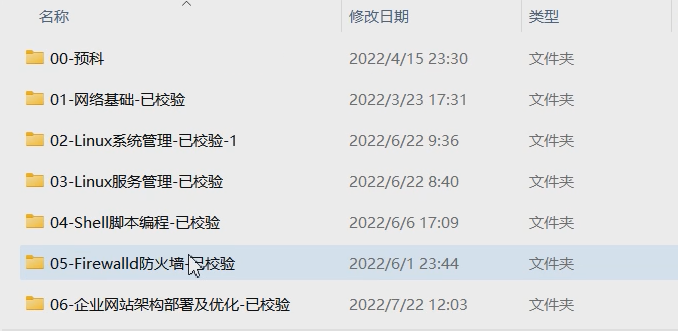 名称 修改日期 类型
00-预科 2022/4/15 23:30 文件夹
01-网络基础-已校验 2022/3/23 17:31 文件夹
02-Linux系统管理-已校验-1 2022/6/22 9:36 文件夹
03-Linux服务管理-已校验 2022/6/22 8:40 文件夹
04-Shell脚本编程-已校验 2022/6/6 17:09 文件夹
05-Firewalld防火墙-已校验 2022/6/1 23:44 文件夹
06-企业网站架构部署及优化-已校验 2022/7/22 12:03 文件夹